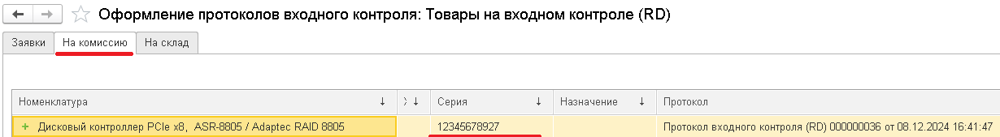 Оформление протоколов входного контроля: Товары на входном контроле (RD)
Заявки На комиссию На склад
Номенклатура ↓ ↓ Серия ↓ Назначение ↓ Протокол
+ Дисковый контроллер PCIe x8, ASR-8805 / Adaptec RAID 8805 12345678927 Протокол входного контроля (RD) 000000036 от 08.12.2024 16:41:47